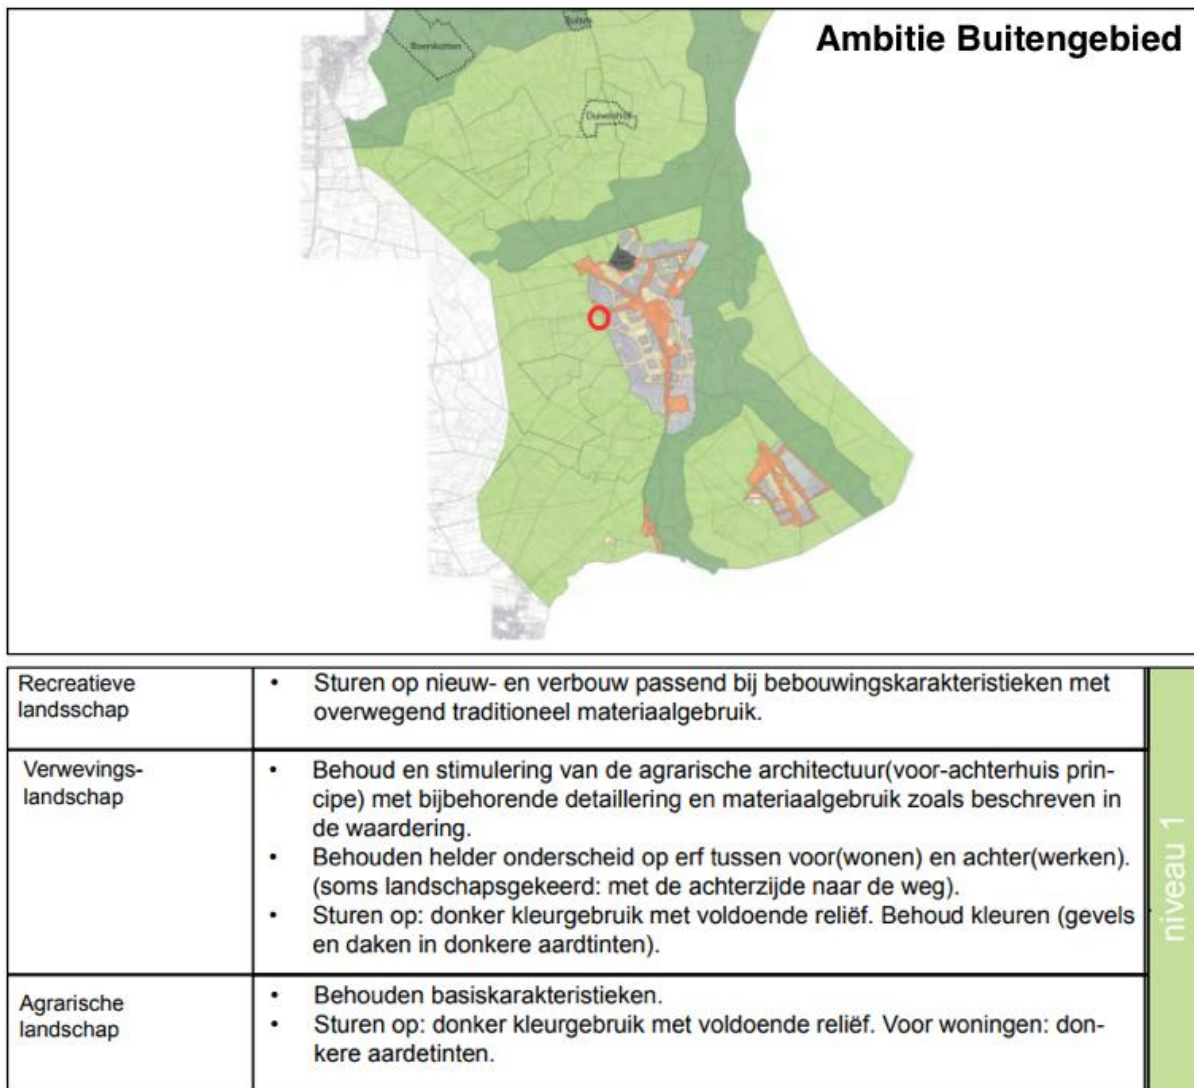 Ambitie Buitengebied
Duivelshof
Recreatieve
landsschap
• Sturen op nieuw- en verbouw passend bij bebouwingskarakteristieken met
overwegend traditioneel materiaalgebruik.
Verwevings-
landschap
• Behoud en stimulering van de agrarische architectuur(voor-achterhuis prin-
cipe) met bijbehorende detaillering en materiaalgebruik zoals beschreven in
de waardering.
• Behouden helder onderscheid op erf tussen voor(wonen) en achter(werken).
(soms landschapsgekeerd: met de achterzijde naar de weg).
• Sturen op: donker kleurgebruik met voldoende reliëf. Behoud kleuren (gevels
en daken in donkere aardtinten).
Agrarische
landschap
• Behouden basiskarakteristieken.
• Sturen op: donker kleurgebruik met voldoende reliëf. Voor woningen: don-
kere aardetinten.
niveau 1